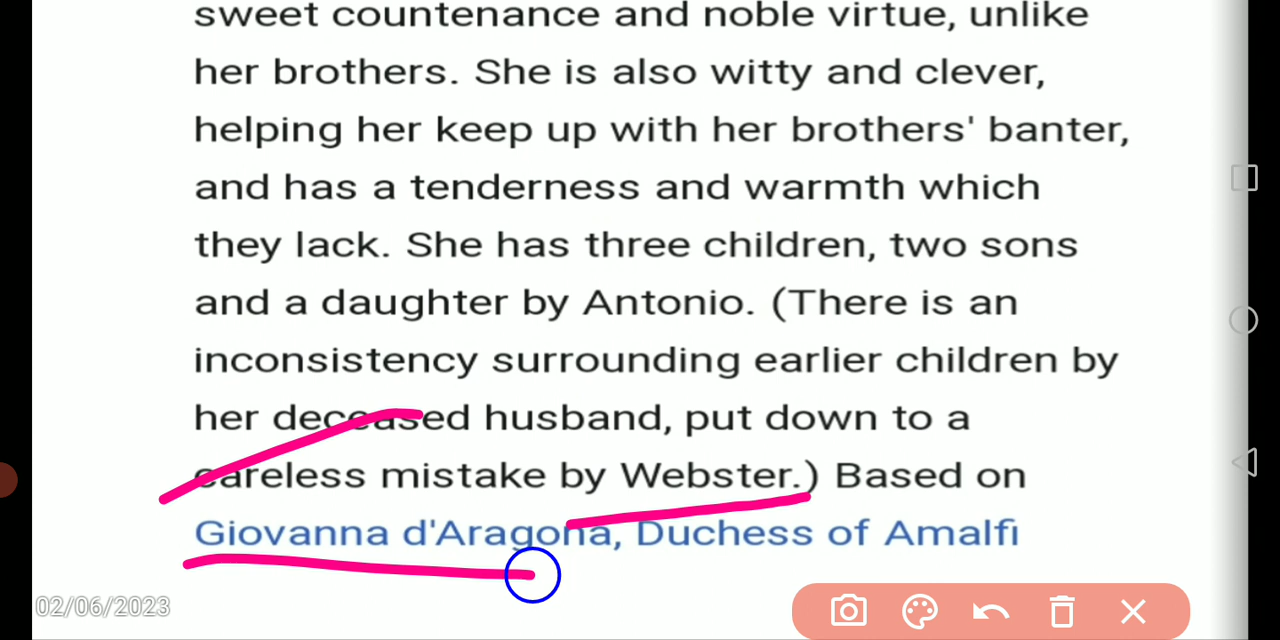 sweet countenance and noble virtue, unlike
her brothers. She is also witty and clever,
helping her keep up with her brothers' banter,
and has a tenderness and warmth which
they lack. She has three children, two sons
and a daughter by Antonio. (There is an
inconsistency surrounding earlier children by
her deceased husband, put down to a
careless mistake by Webster.) Based on
Giovanna d'Aragona, Duchess of Amalfi
02/06/2023